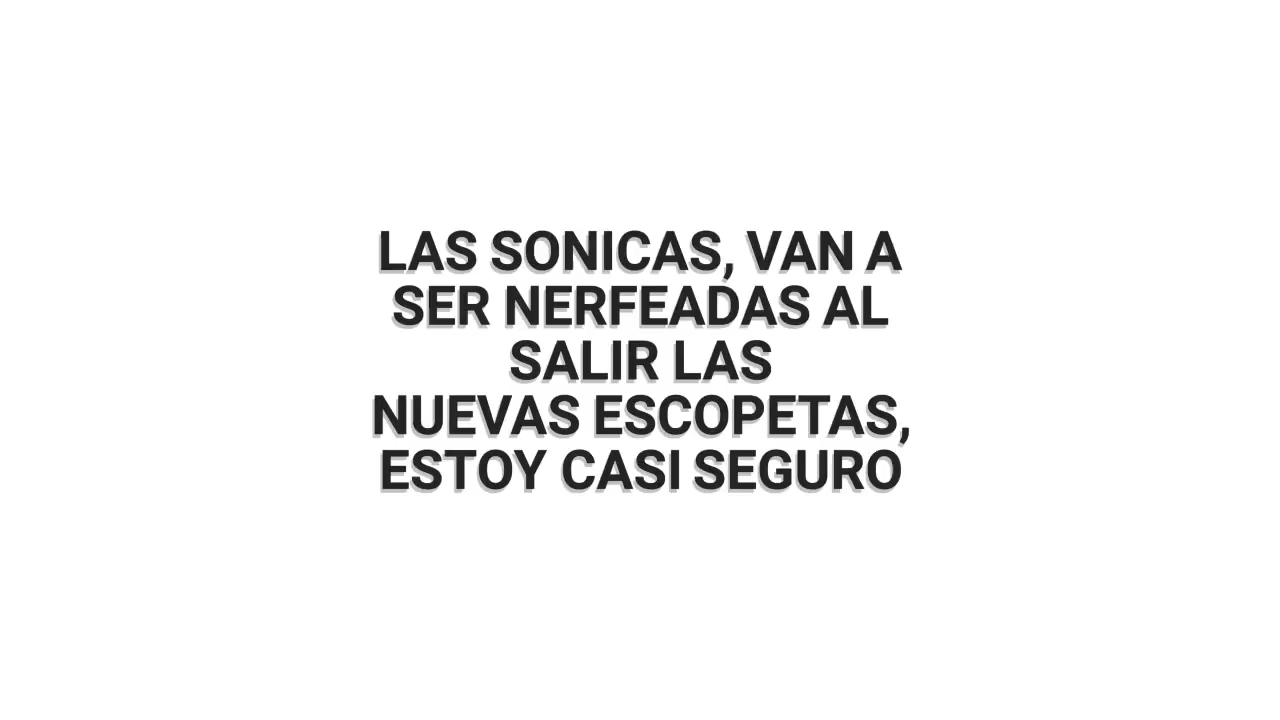 LAS SONICAS, VAN A
SER NERFEADAS AL
SALIR LAS
NUEVAS ESCOPETAS,
ESTOY CASI SEGURO